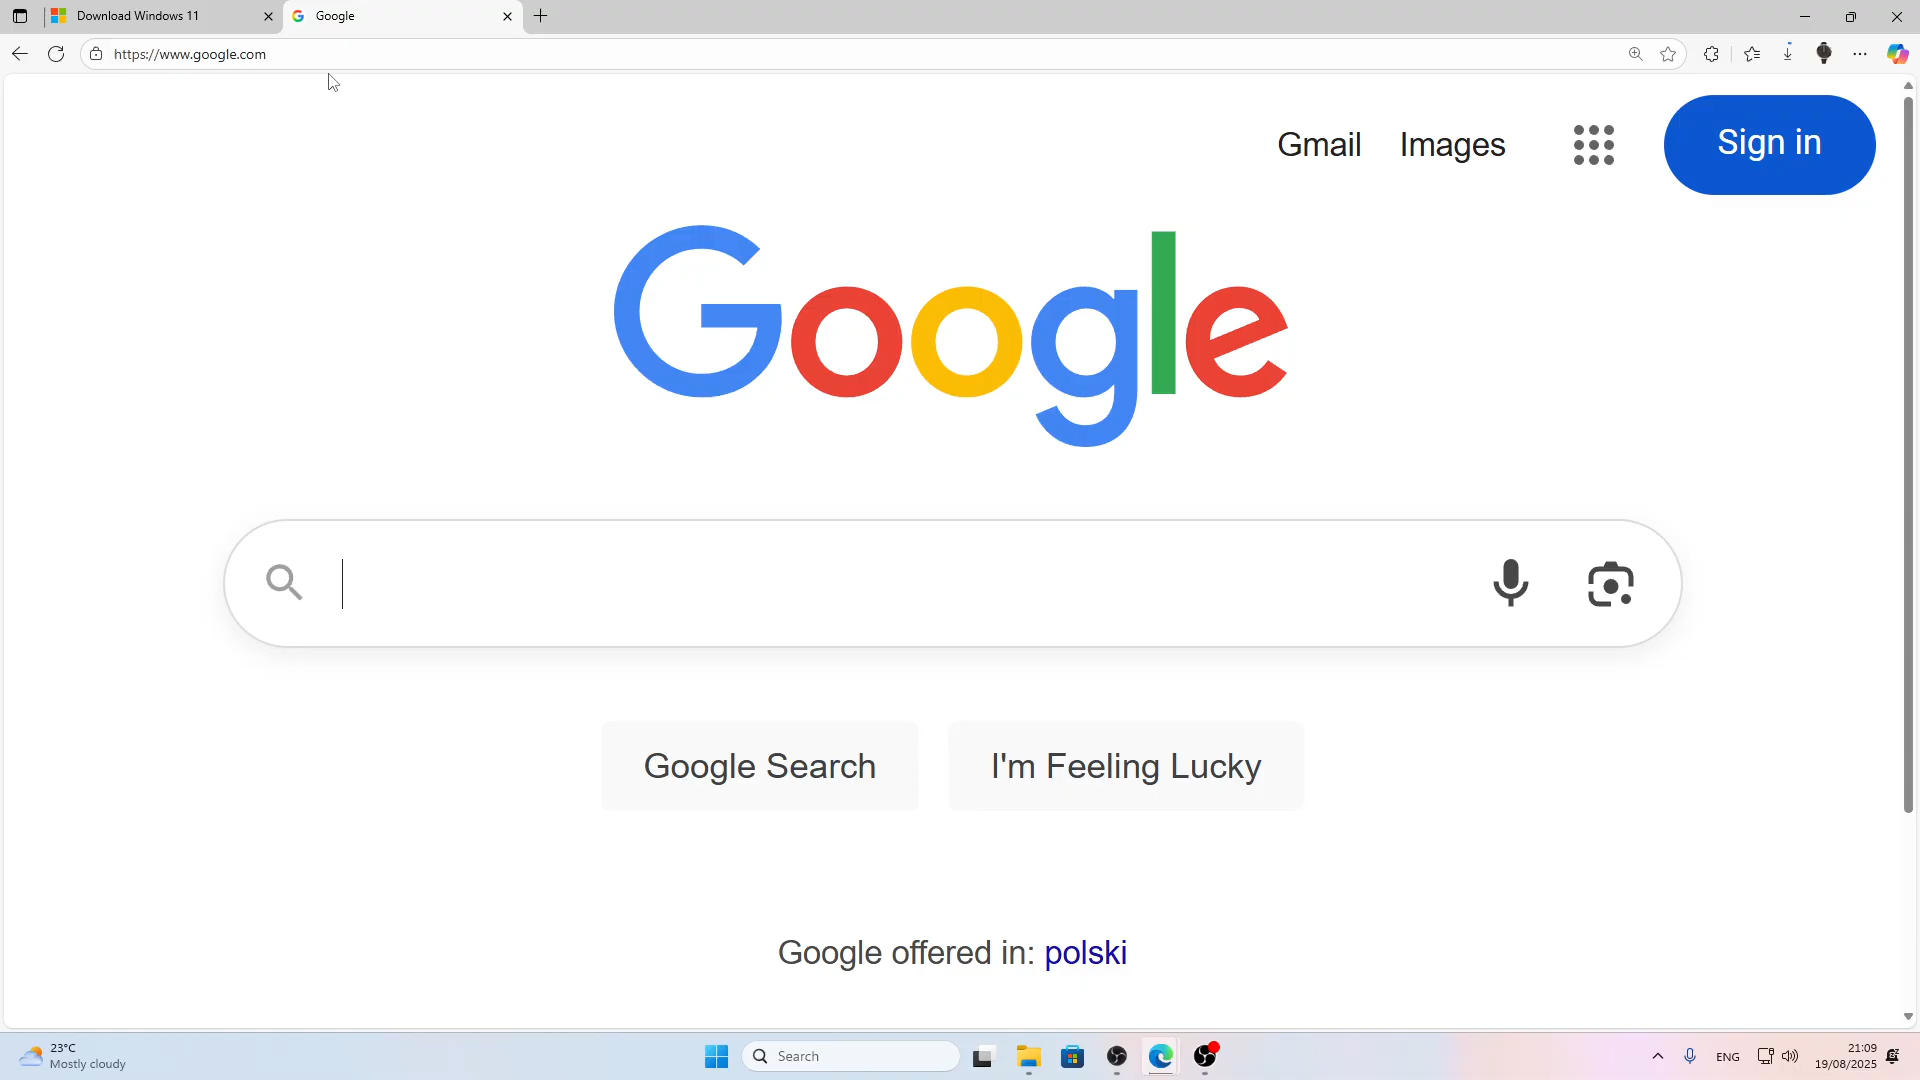 Download Windows 11
Google
https://www.google.com
Gmail Images Sign in
Google
Google Search I'm Feeling Lucky
Google offered in: polski
23°C
Mostly cloudy
Search
ENG
21:09
19/08/2025